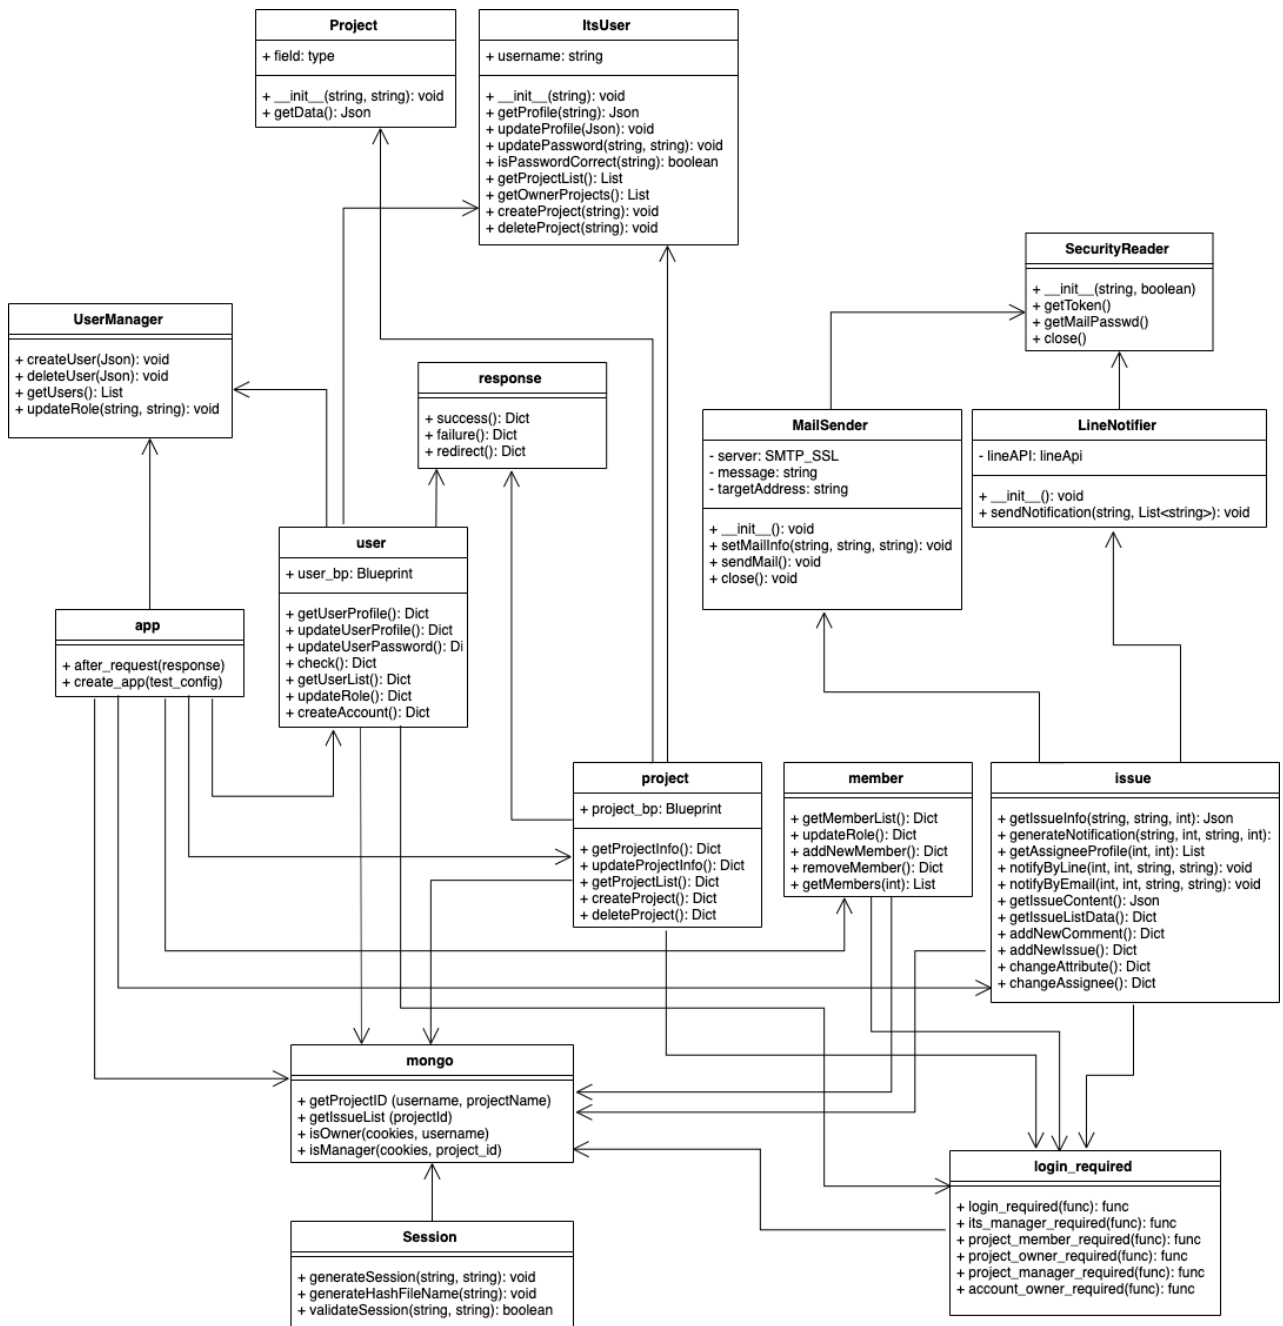 Project
+ field: type
+ __init__(string, string): void
+ getData(): Json
ItsUser
+ username: string
+ __init__(string): void
+ getProfile(string): Json
+ updateProfile(Json): void
+ updatePassword(string, string): void
+ isPasswordCorrect(string): boolean
+ getProjectList(): List
+ getOwnerProjects(): List
+ createProject(string): void
+ deleteProject(string): void
SecurityReader
+ __init__(string, boolean)
+ getToken()
+ getMailPasswd()
+ close()
UserManager
+ createUser(Json): void
+ deleteUser(Json): void
+ getUsers(): List
+ updateRole(string, string): void
response
+ success(): Dict
+ failure(): Dict
+ redirect(): Dict
MailSender
- server: SMTP_SSL
- message: string
- targetAddress: string
+ __init__(): void
+ setMailInfo(string, string, string): void
+ sendMail(): void
+ close(): void
LineNotifier
- lineAPI: lineApi
+ __init__(): void
+ sendNotification(string, List<string>): void
user
+ user_bp: Blueprint
+ getUserProfile(): Dict
+ updateUserProfile(): Dict
+ updateUserPassword(): Di
+ check(): Dict
+ getUserList(): Dict
+ updateRole(): Dict
+ createAccount(): Dict
app
+ after_request(response)
+ create_app(test_config)
project
+ project_bp: Blueprint
+ getProjectInfo(): Dict
+ updateProjectInfo(): Dict
+ getProjectList(): Dict
+ createProject(): Dict
+ deleteProject(): Dict
member
+ getMemberList(): Dict
+ updateRole(): Dict
+ addNewMember(): Dict
+ removeMember(): Dict
+ getMembers(int): List
issue
+ getIssueInfo(string, string, int): Json
+ generateNotification(string, int, string, int):
+ getAssigneeProfile(int, int): List
+ notifyByLine(int, int, string, string): void
+ notifyByEmail(int, int, string, string): void
+ getIssueContent(): Json
+ getIssueListData(): Dict
+ addNewComment(): Dict
+ addNewIssue(): Dict
+ changeAttribute(): Dict
+ changeAssignee(): Dict
mongo
+ getProjectID (username, projectName)
+ getIssueList (projectId)
+ isOwner(cookies, username)
+ isManager(cookies, project_id)
login_required
+ login_required(func): func
+ its_manager_required(func): func
+ project_member_required(func): func
+ project_owner_required(func): func
+ project_manager_required(func): func
+ account_owner_required(func): func
Session
+ generateSession(string, string): void
+ generateHashFileName(string): void
+ validateSession(string, string): boolean